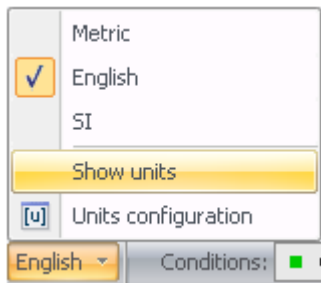 Metric
English
SI
Show units
[u] Units configuration
English Conditions: